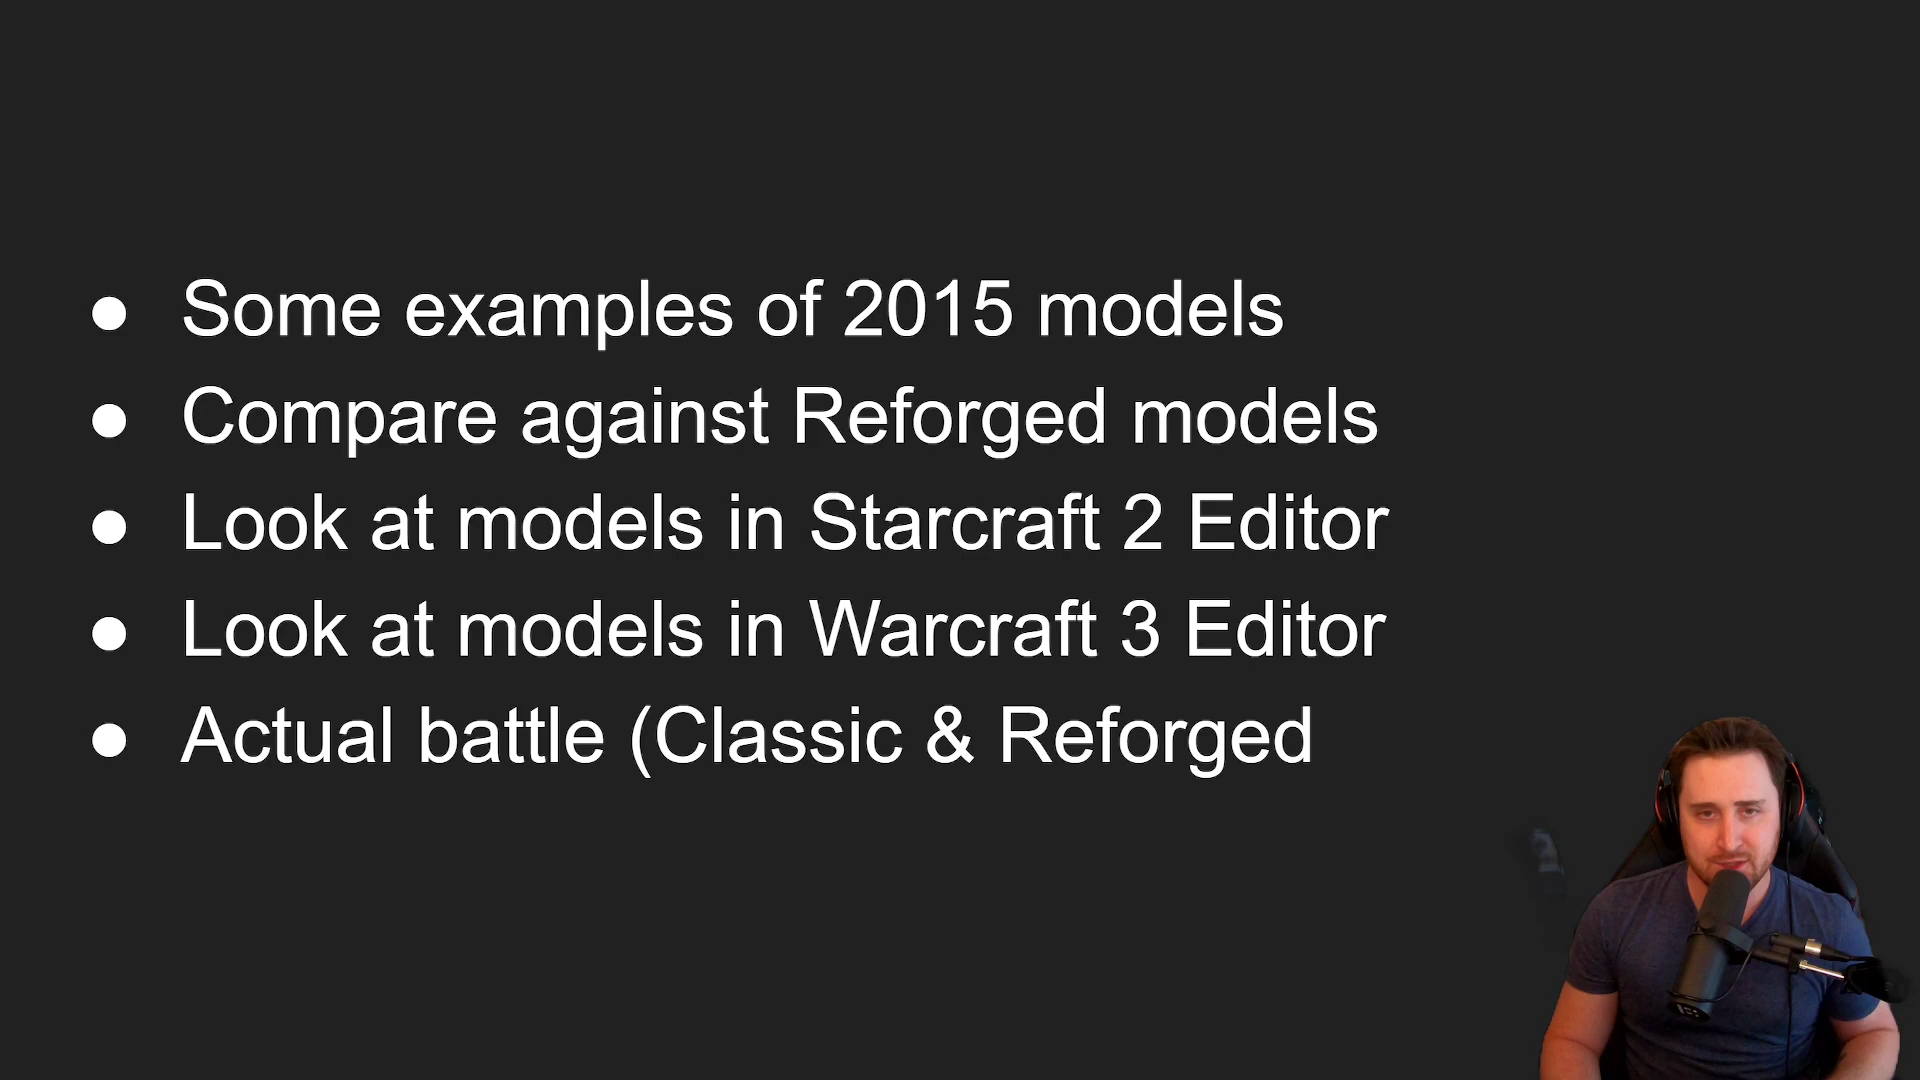 ● Some examples of 2015 models
● Compare against Reforged models
● Look at models in Starcraft 2 Editor
● Look at models in Warcraft 3 Editor
● Actual battle (Classic & Reforged